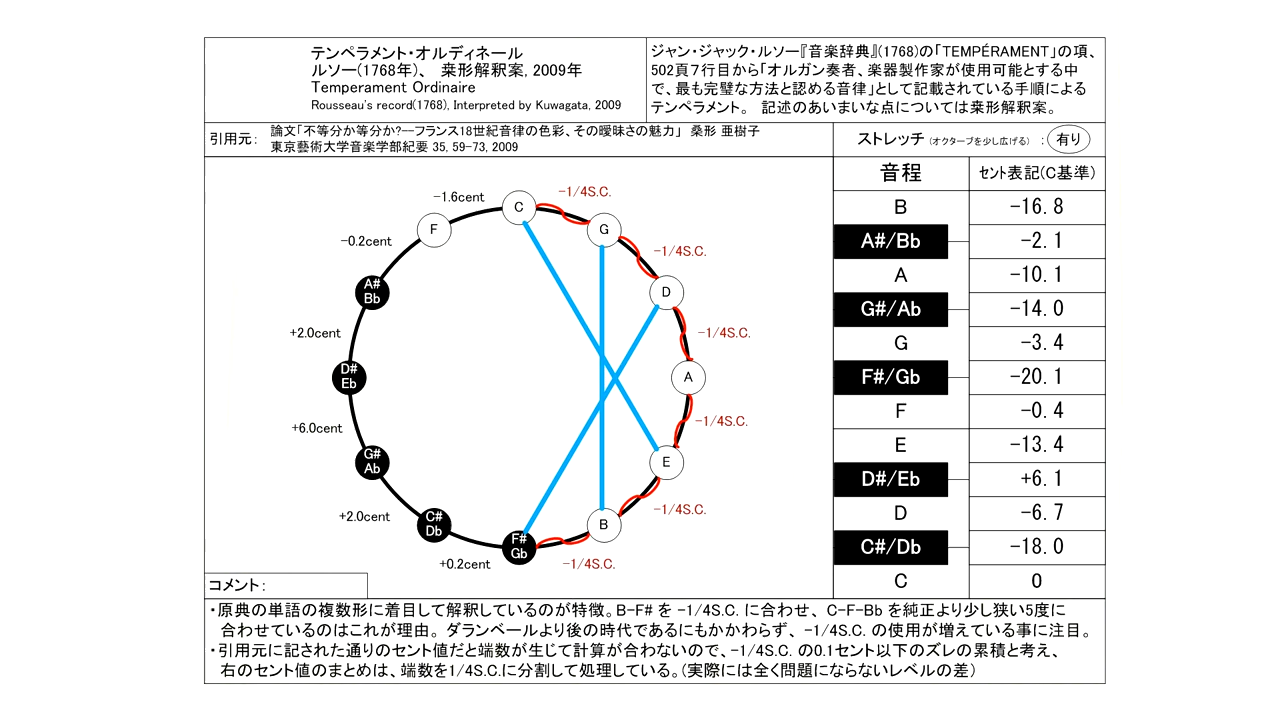 テンペラメント・オルディネール
ルソー(1768年)、 桒形解釈案, 2009年
Temperament Ordinaire
Rousseau's record(1768), Interpreted by Kuwagata, 2009
ジャン・ジャック・ルソー『音楽辞典』(1768)の「TEMPÉRAMENT」の項、
502頁7行目から「オルガン奏者、楽器製作家が使用可能とする中
で、最も完璧な方法と認める音律」として記載されている手順による
テンペラメント。 記述のあいまいな点については桒形解釈案。
引用元: 論文「不等分か等分か?--フランス18世紀音律の色彩、その曖昧さの魅力」 桑形 亜樹子
東京藝術大学音楽学部紀要 35, 59-73, 2009
ストレッチ (オクターブを少し広げる) : 有り
音程 セント表記(C基準)
B -16.8
A#/Bb -2.1
A -10.1
G#/Ab -14.0
G -3.4
F#/Gb -20.1
F -0.4
E -13.4
D#/Eb +6.1
D -6.7
C#/Db -18.0
C 0
-1.6cent
C
-1/4S.C.
G
-1/4S.C.
D
-1/4S.C.
A
-1/4S.C.
E
-1/4S.C.
B
-1/4S.C.
F#
Gb
+0.2cent
C#
Db
+2.0cent
G#
Ab
+6.0cent
D#
Eb
+2.0cent
A#
Bb
-0.2cent
F
コメント:
・原典の単語の複数形に着目して解釈しているのが特徴。B-F# を -1/4S.C. に合わせ、 C-F-Bb を純正より少し狭い5度に
合わせているのはこれが理由。 ダランベールより後の時代であるにもかかわらず、 -1/4S.C. の使用が増えている事に注目。
・引用元に記された通りのセント値だと端数が生じて計算が合わないので、-1/4S.C. の0.1セント以下のズレの累積と考え、
右のセント値のまとめは、端数を1/4S.C.に分割して処理している。(実際には全く問題にならないレベルの差)